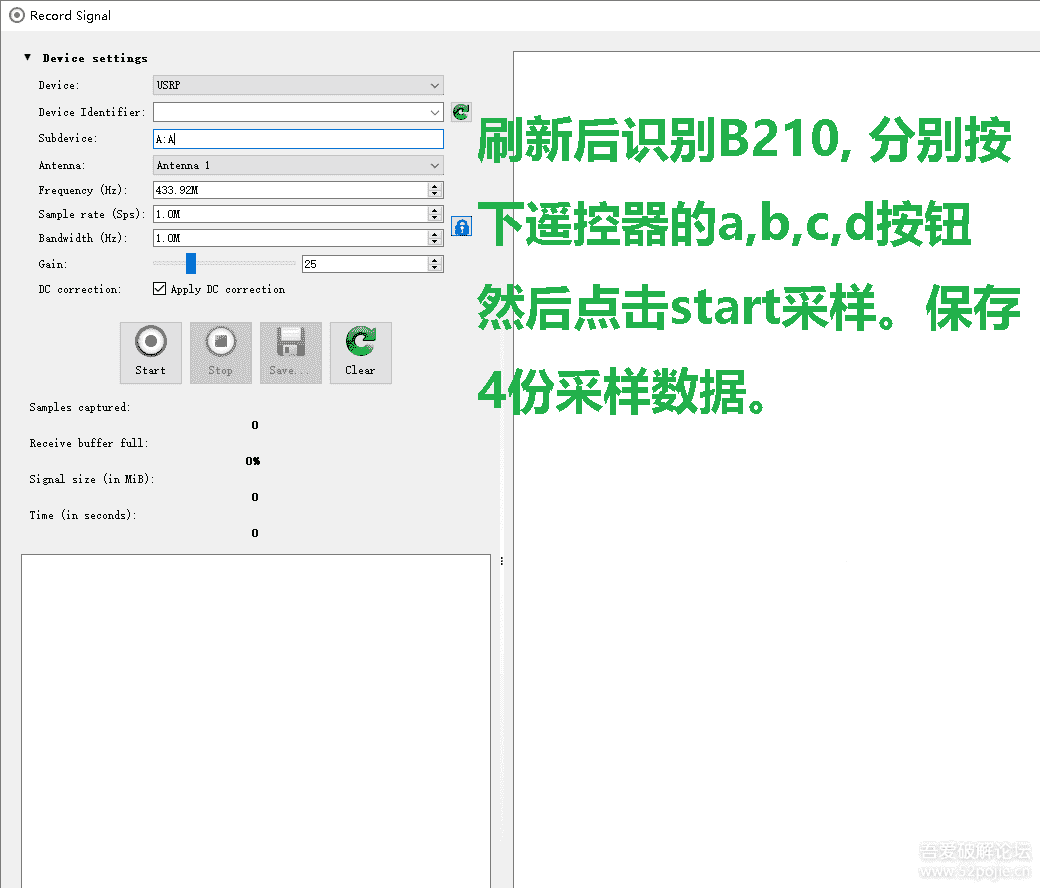 Record Signal
Device settings
Device: USRP
Device Identifier:
Subdevice: A:A
Antenna: Antenna 1
Frequency (Hz): 433.92M
Sample rate (Sps): 1.0M
Bandwidth (Hz): 1.0M
Gain: 25
DC correction: Apply DC correction
Start Stop Save... Clear
Samples captured:
0
Receive buffer full:
0%
Signal size (in MiB):
0
Time (in seconds):
0
刷新后识别B210, 分别按
下遥控器的a,b,c,d按钮
然后点击start采样。保存
4份采样数据。
吾爱破解论坛
www.52pojie.cn